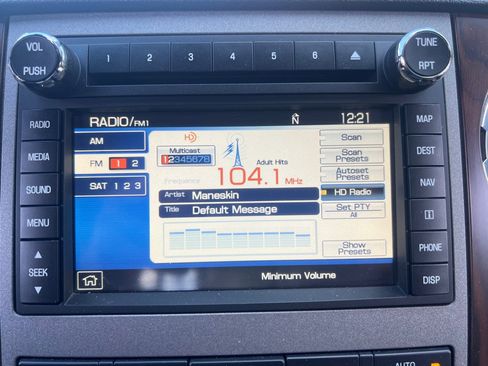 VOL
PUSH
1 2 3 4 5 6
TUNE
RPT
RADIO
MEDIA
SOUND
MENU
SEEK
MAP
DEST
NAV
i
PHONE
DISP
RADIO/FM1
N
12:21
AM
FM 1 2
SAT 1 2 3
HD
Multicast
12345678
Adult Hits
Frequency
104.1 MHz
Artist Maneskin
Title Default Message
Scan
Scan
Presets
Autoset
Presets
HD Radio
Set PTY
All
Show
Presets
Minimum Volume
AUTO